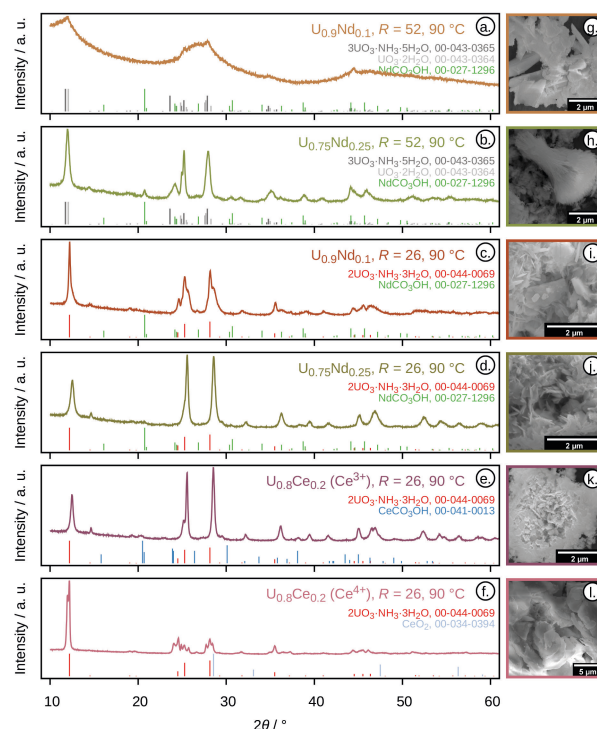 Intensity / a. u.
U0.9Nd0.1, R = 52, 90 °C
a.
3UO3·NH3·5H2O, 00-043-0365
UO3·2H2O, 00-043-0364
NdCO3OH, 00-027-1296
g.
2 µm
Intensity / a. u.
U0.75Nd0.25, R = 52, 90 °C
b.
3UO3·NH3·5H2O, 00-043-0365
UO3·2H2O, 00-043-0364
NdCO3OH, 00-027-1296
h.
2 µm
Intensity / a. u.
U0.9Nd0.1, R = 26, 90 °C
c.
2UO3·NH3·3H2O, 00-044-0069
NdCO3OH, 00-027-1296
i.
2 µm
Intensity / a. u.
U0.75Nd0.25, R = 26, 90 °C
d.
2UO3·NH3·3H2O, 00-044-0069
NdCO3OH, 00-027-1296
j.
2 µm
Intensity / a. u.
U0.8Ce0.2 (Ce3+), R = 26, 90 °C
e.
2UO3·NH3·3H2O, 00-044-0069
CeCO3OH, 00-041-0013
k.
2 µm
Intensity / a. u.
U0.8Ce0.2 (Ce4+), R = 26, 90 °C
f.
2UO3·NH3·3H2O, 00-044-0069
CeO2, 00-034-0394
l.
5 µm
10 20 30 40 50 60
2θ / °